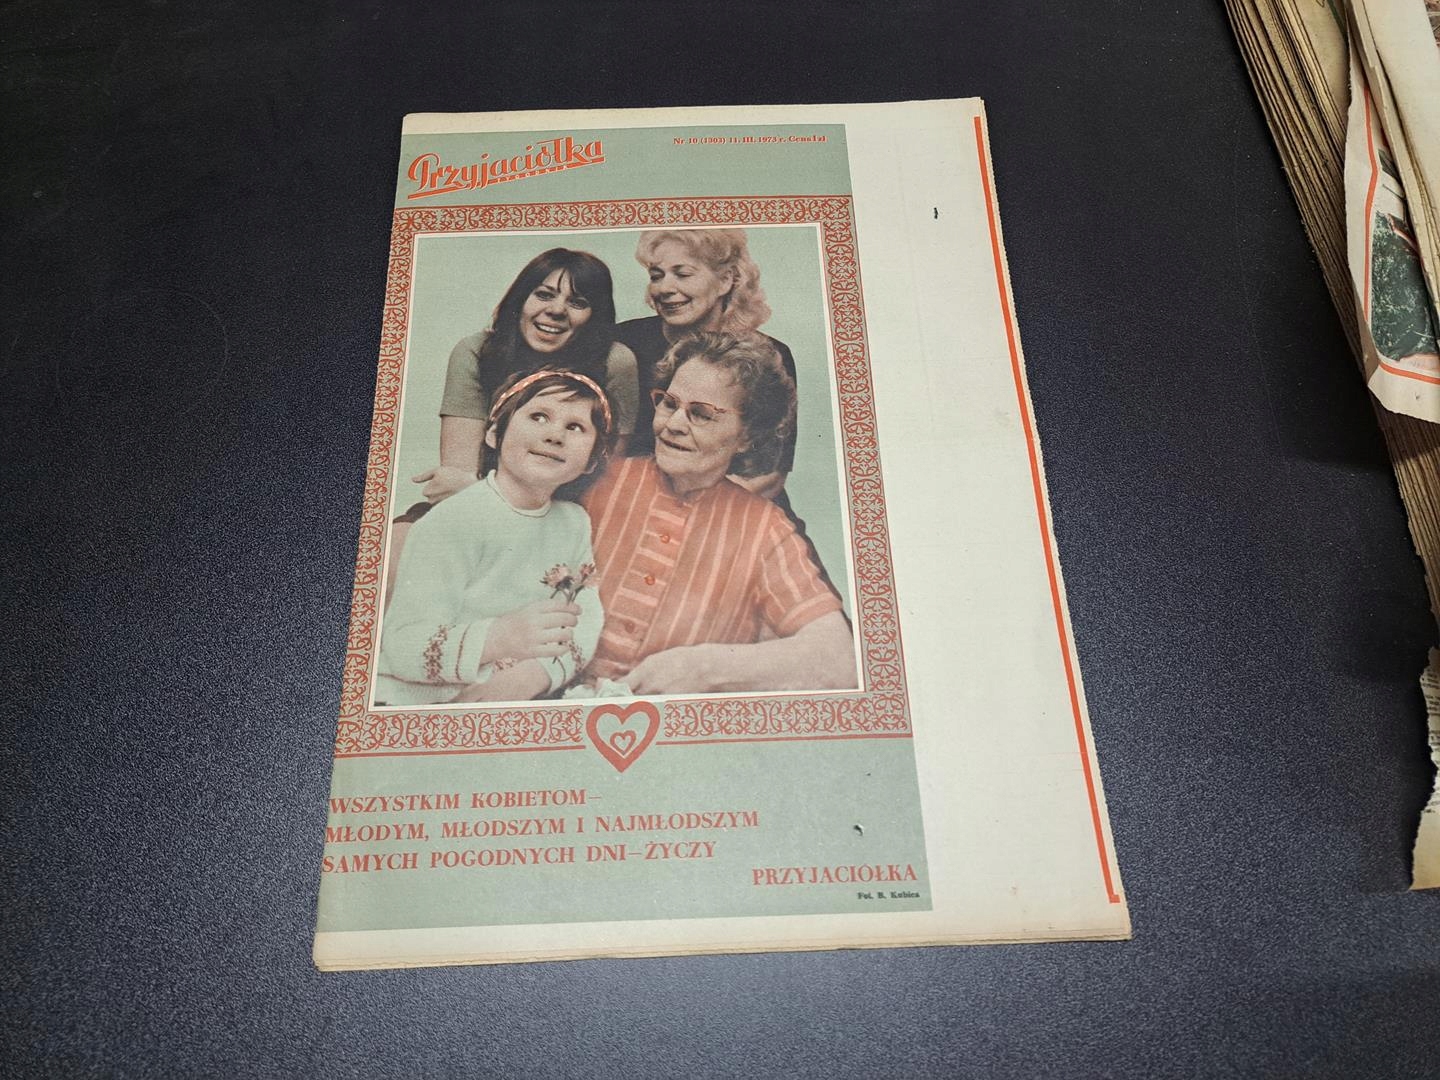 Przyjaciółka
TYGODNIK
Nr 10 (1303) 11. III. 1973 r. Cena 1 zł
WSZYSTKIM KOBIETOM—
MŁODYM, MŁODSZYM I NAJMŁODSZYM
SAMYCH POGODNYCH DNI—ŻYCZY
PRZYJACIÓŁKA
Fot. B. Kubica